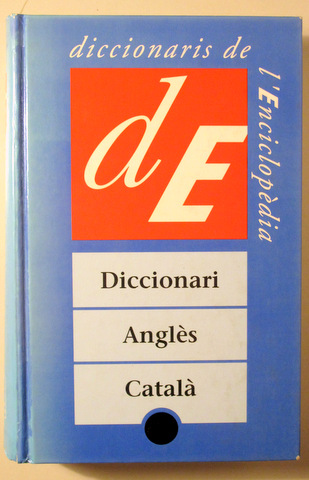 diccionaris de
l'Enciclopèdia
dE
Diccionari
Anglès
Català